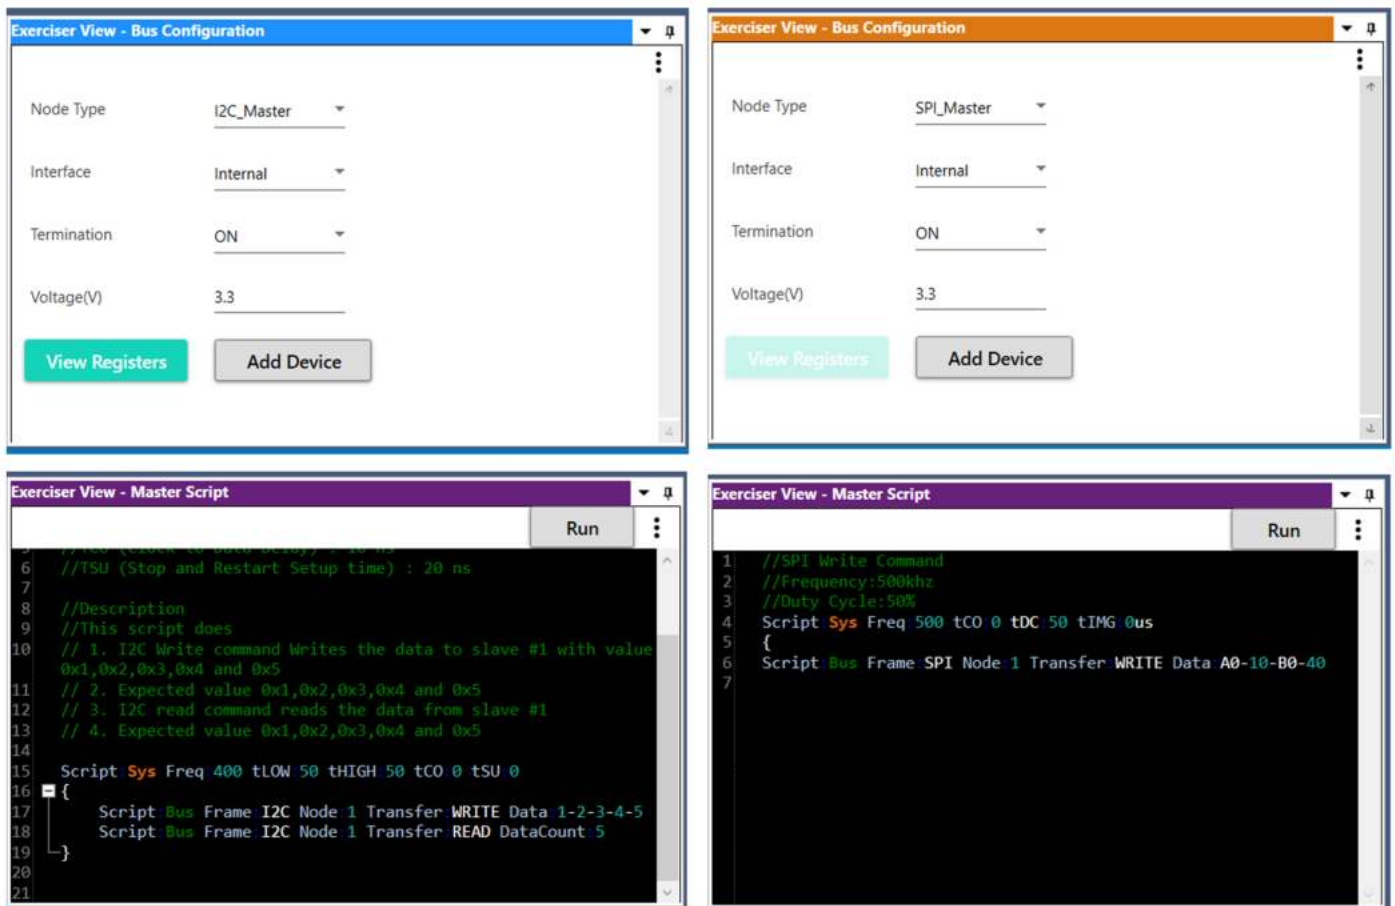 Exerciser View - Bus Configuration
Node Type I2C_Master
Interface Internal
Termination ON
Voltage(V) 3.3
View Registers Add Device
Exerciser View - Bus Configuration
Node Type SPI_Master
Interface Internal
Termination ON
Voltage(V) 3.3
View Registers Add Device
Exerciser View - Master Script
Run
5 //TCO (Clock to Data Delay) : 10 ns
6 //TSU (Stop and Restart Setup time) : 20 ns
7
8 //Description
9 //This script does
10 // 1. I2C Write command Writes the data to slave #1 with value
0x1,0x2,0x3,0x4 and 0x5
11 // 2. Expected value 0x1,0x2,0x3,0x4 and 0x5
12 // 3. I2C read command reads the data from slave #1
13 // 4. Expected value 0x1,0x2,0x3,0x4 and 0x5
14
15 Script:Sys Freq:400 tLOW:50 tHIGH:50 tCO:0 tSU:0
16 {
17 Script:Bus Frame:I2C Node:1 Transfer:WRITE Data:1-2-3-4-5
18 Script:Bus Frame:I2C Node:1 Transfer:READ DataCount:5
19 }
20
21
Exerciser View - Master Script
Run
1 //SPI Write Command
2 //Frequency:500khz
3 //Duty Cycle:50%
4 Script:Sys Freq:500 tCO:0 tDC:50 tIMG:0us
5 {
6 Script:Bus Frame:SPI Node:1 Transfer:WRITE Data:A0-10-B0-40
7